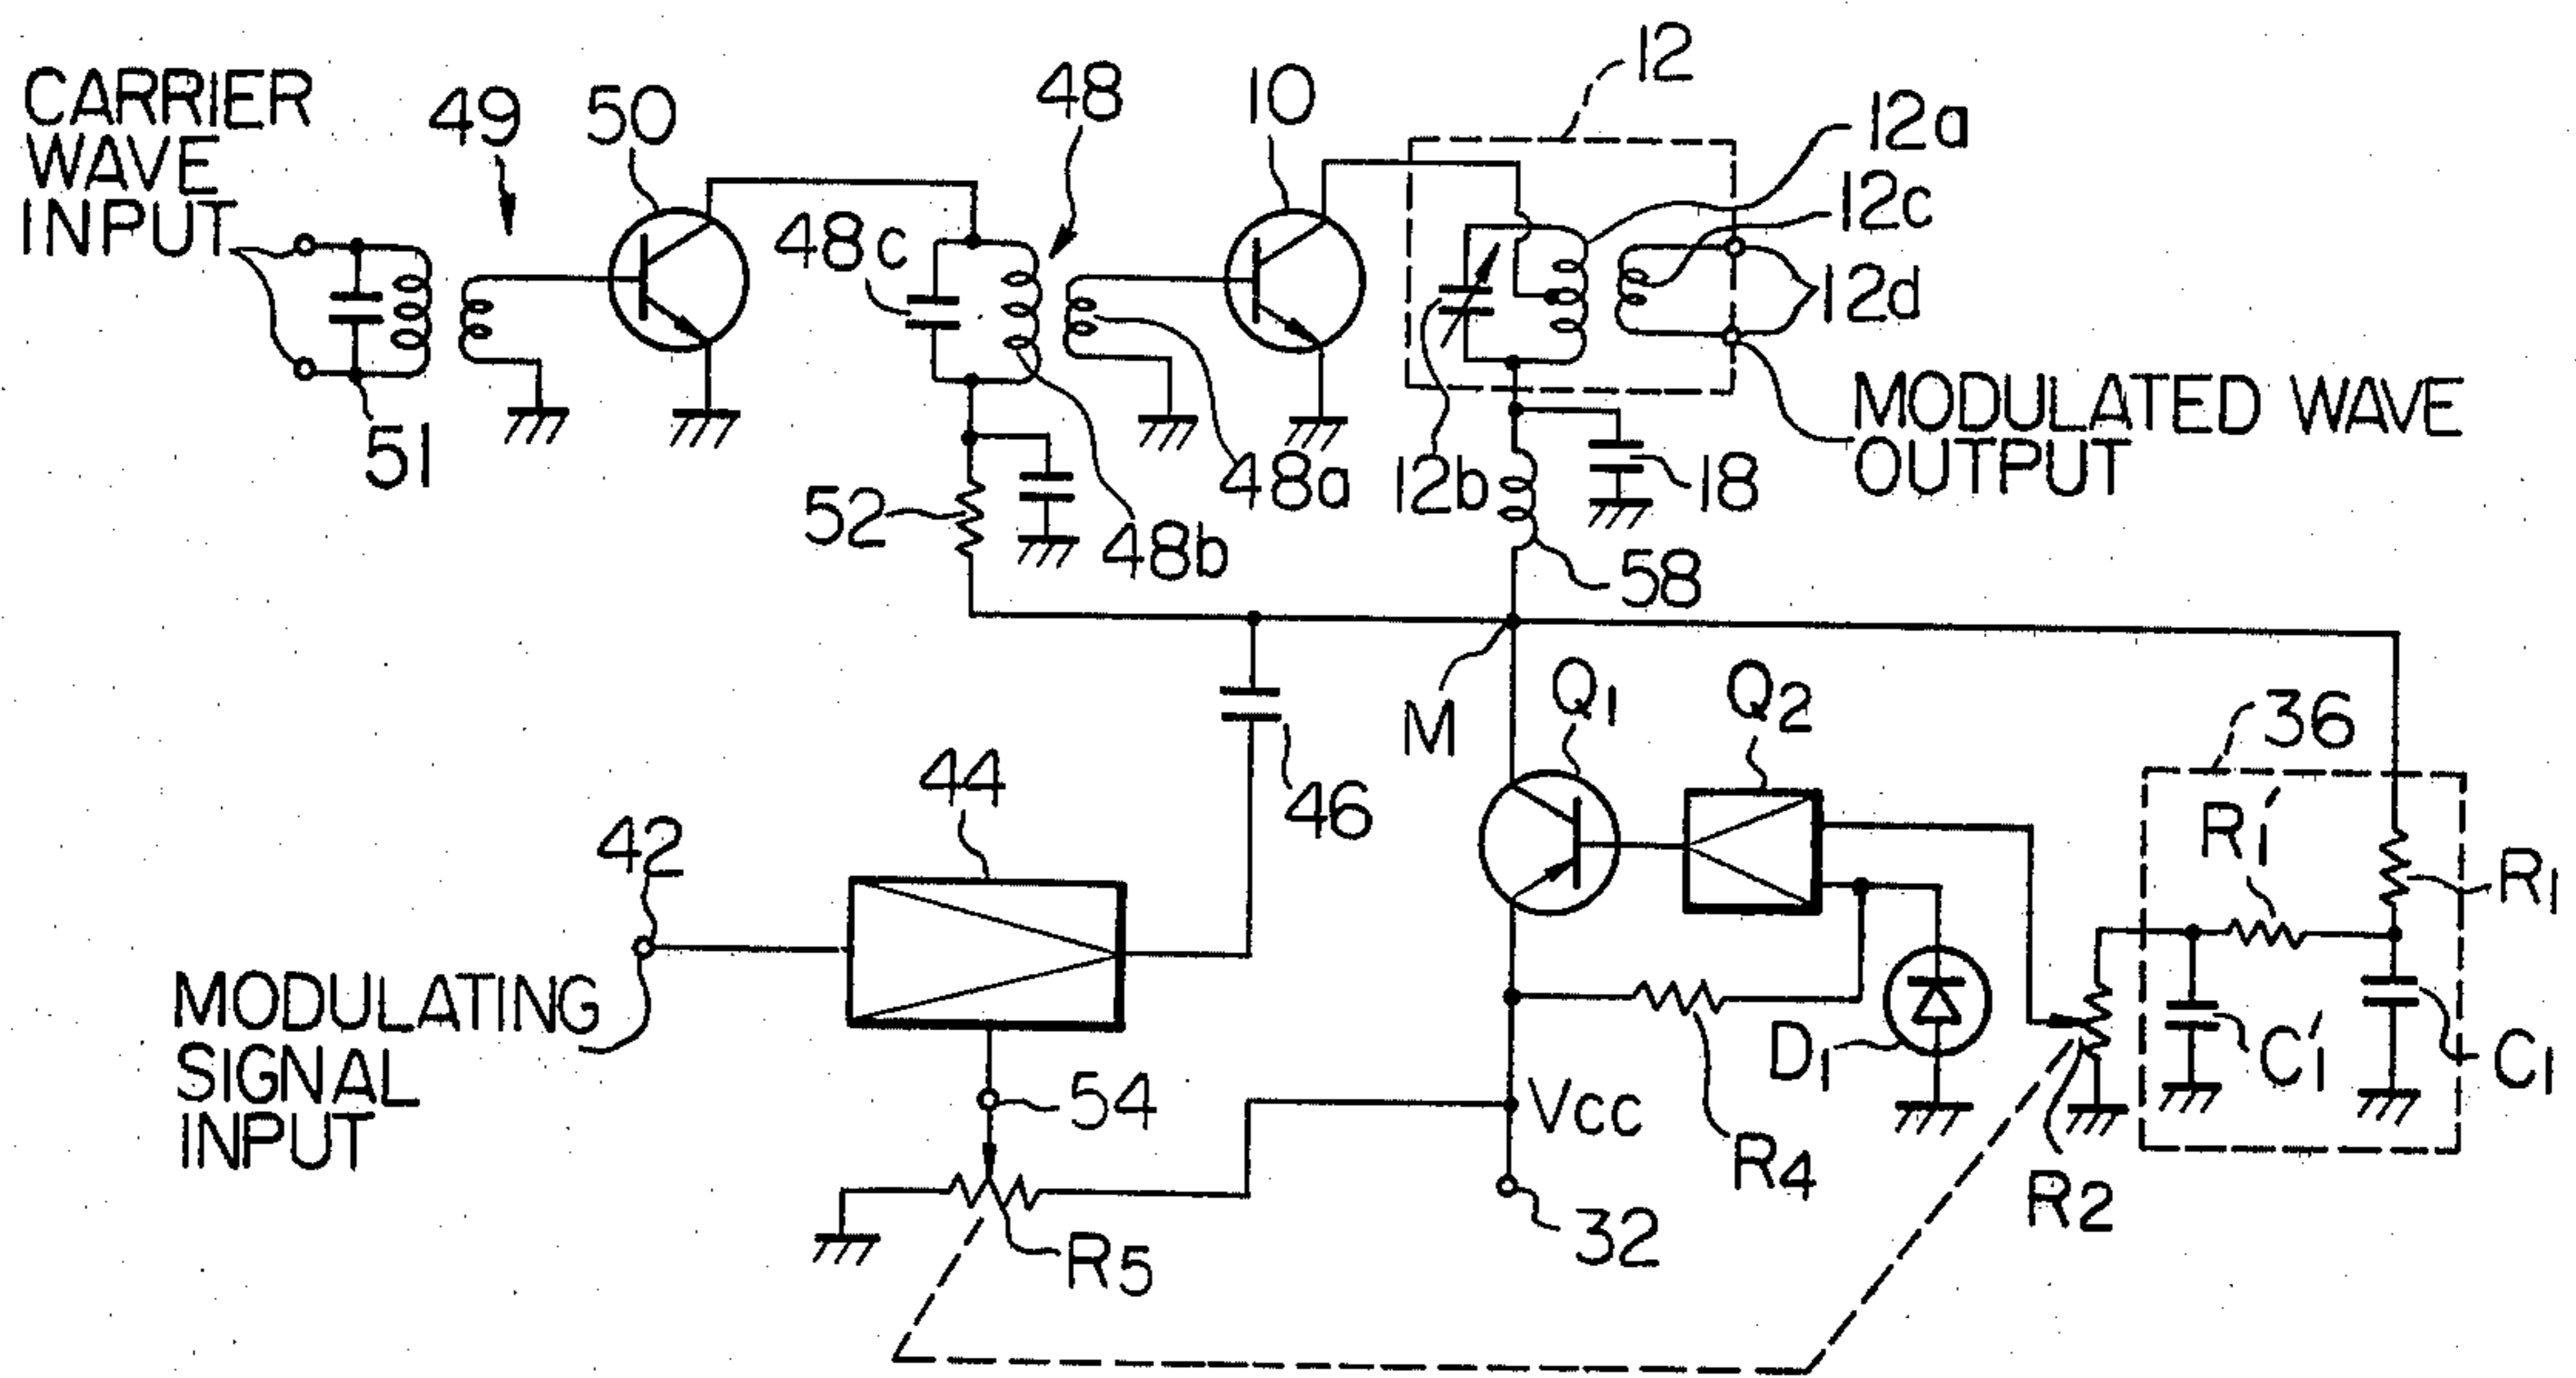 CARRIER
WAVE
INPUT
49
50
48
10
12
12a
12c
12d
48c
51
52
48b
48a
12b
18
58
MODULATED WAVE
OUTPUT
M
Q1
Q2
36
46
44
42
R1'
R1
MODULATING
SIGNAL
INPUT
54
Vcc
D1
C1'
C1
R4
R2
32
R5